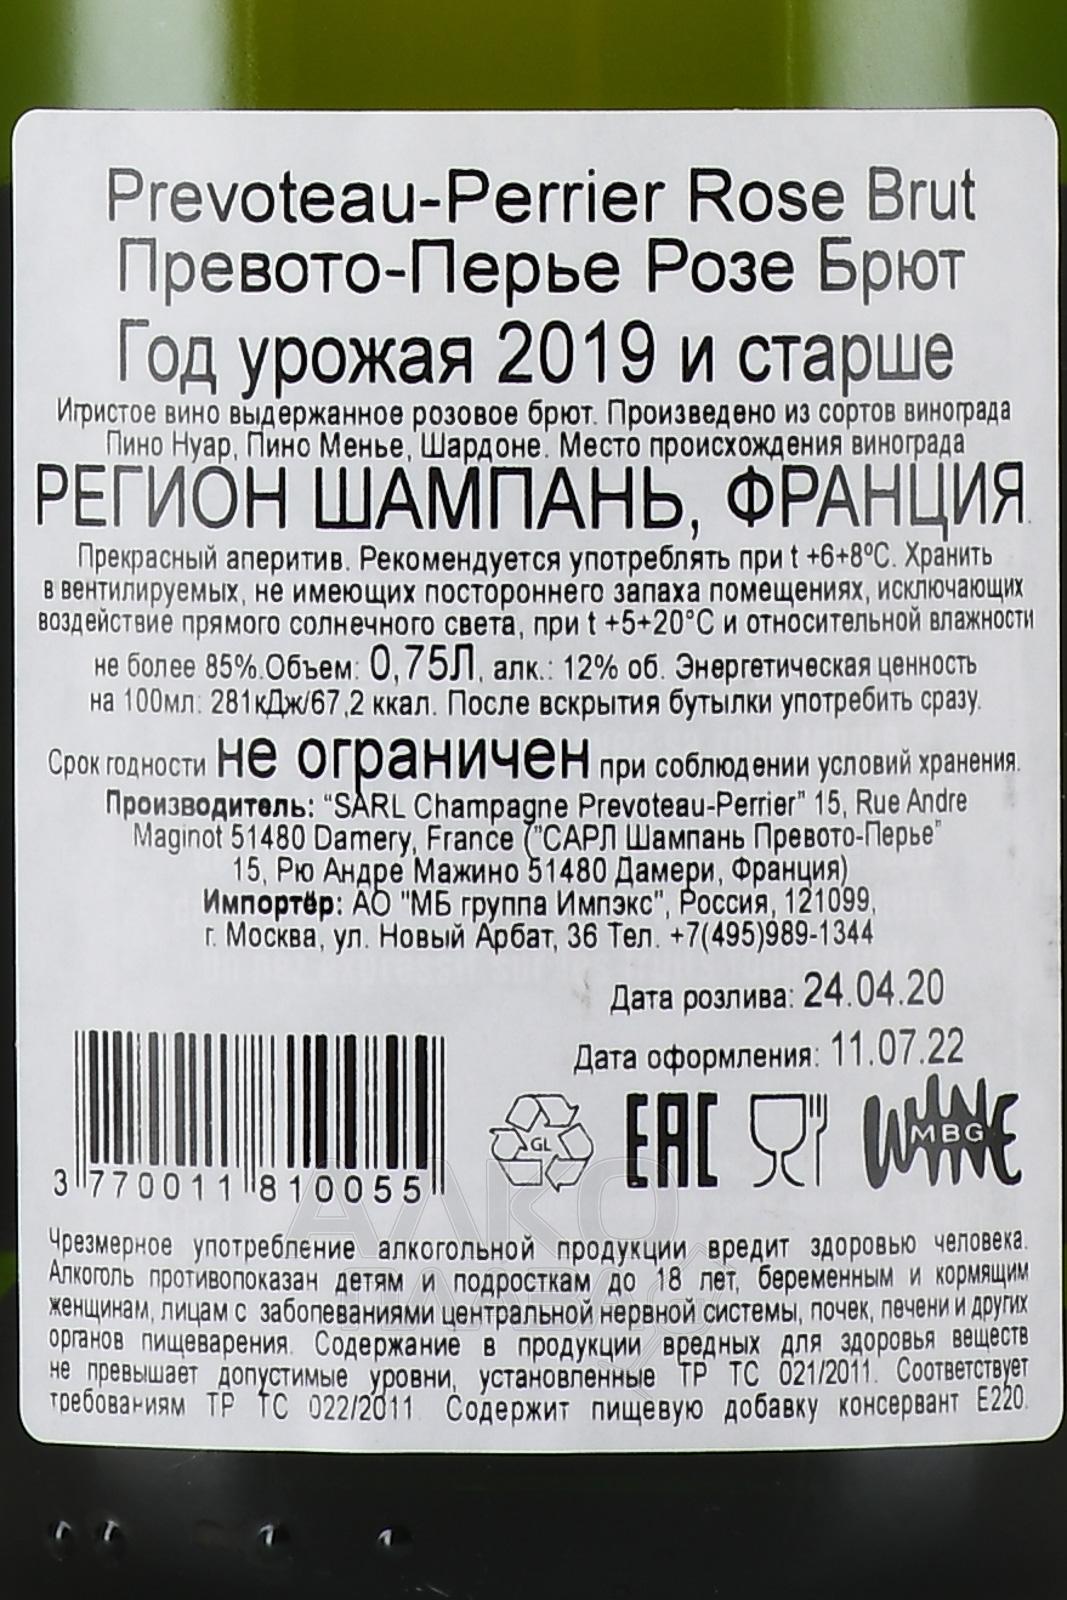 Prevoteau-Perrier Rose Brut
Превото-Перье Розе Брют
Год урожая 2019 и старше
Игристое вино выдержанное розовое брют. Произведено из сортов винограда
Пино Нуар, Пино Менье, Шардоне. Место происхождения винограда
РЕГИОН ШАМПАНЬ, ФРАНЦИЯ.
Прекрасный аперитив. Рекомендуется употреблять при t +6+8°C. Хранить
в вентилируемых, не имеющих постороннего запаха помещениях, исключающих
воздействие прямого солнечного света, при t +5+20°C и относительной влажности
не более 85%.Объем: 0,75Л, алк.: 12% об. Энергетическая ценность
на 100мл: 281кДж/67,2 ккал. После вскрытия бутылки употребить сразу.
Срок годности не ограничен при соблюдении условий хранения.
Производитель: "SARL Champagne Prevoteau-Perrier" 15, Rue Andre
Maginot 51480 Damery, France ("САРЛ Шампань Превото-Перье"
15, Рю Андре Мажино 51480 Дамери, Франция)
Импортёр: АО "МБ группа Импэкс", Россия, 121099,
г. Москва, ул. Новый Арбат, 36 Тел. +7(495)989-1344
Дата розлива: 24.04.20
Дата оформления: 11.07.22
3 770011 810055
GL
EAC
WINE
MBG
АЛКО
ПЛАЗА
Чрезмерное употребление алкогольной продукции вредит здоровью человека.
Алкоголь противопоказан детям и подросткам до 18 лет, беременным и кормящим
женщинам, лицам с заболеваниями центральной нервной системы, почек, печени и других
органов пищеварения. Содержание в продукции вредных для здоровья веществ
не превышает допустимые уровни, установленные ТР ТС 021/2011. Соответствует
требованиям ТР ТС 022/2011. Содержит пищевую добавку консервант Е220.